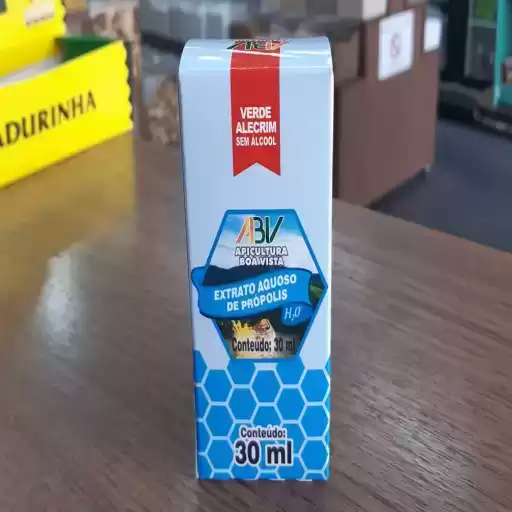 ADURINHA
VERDE
ALECRIM
SEM ÁLCOOL
ABV
APICULTURA
BOA VISTA
EXTRATO AQUOSO
DE PRÓPOLIS
H₂O
Conteúdo: 30 ml
Conteúdo:
30 ml